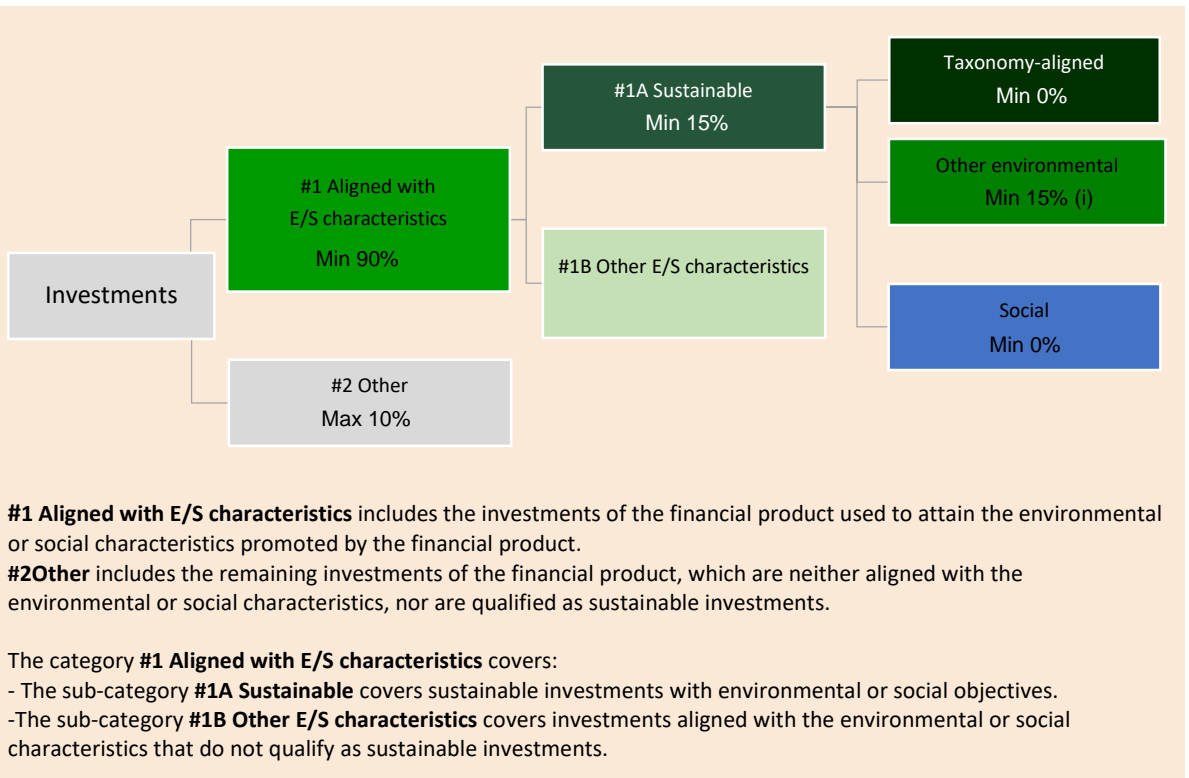 Taxonomy-aligned
Min 0%
#1A Sustainable
Min 15%
Other environmental
Min 15% (i)
#1 Aligned with
E/S characteristics
Min 90%
#1B Other E/S characteristics
Investments
Social
Min 0%
#2 Other
Max 10%
#1 Aligned with E/S characteristics includes the investments of the financial product used to attain the environmental
or social characteristics promoted by the financial product.
#2Other includes the remaining investments of the financial product, which are neither aligned with the
environmental or social characteristics, nor are qualified as sustainable investments.
The category #1 Aligned with E/S characteristics covers:
- The sub-category #1A Sustainable covers sustainable investments with environmental or social objectives.
-The sub-category #1B Other E/S characteristics covers investments aligned with the environmental or social
characteristics that do not qualify as sustainable investments.